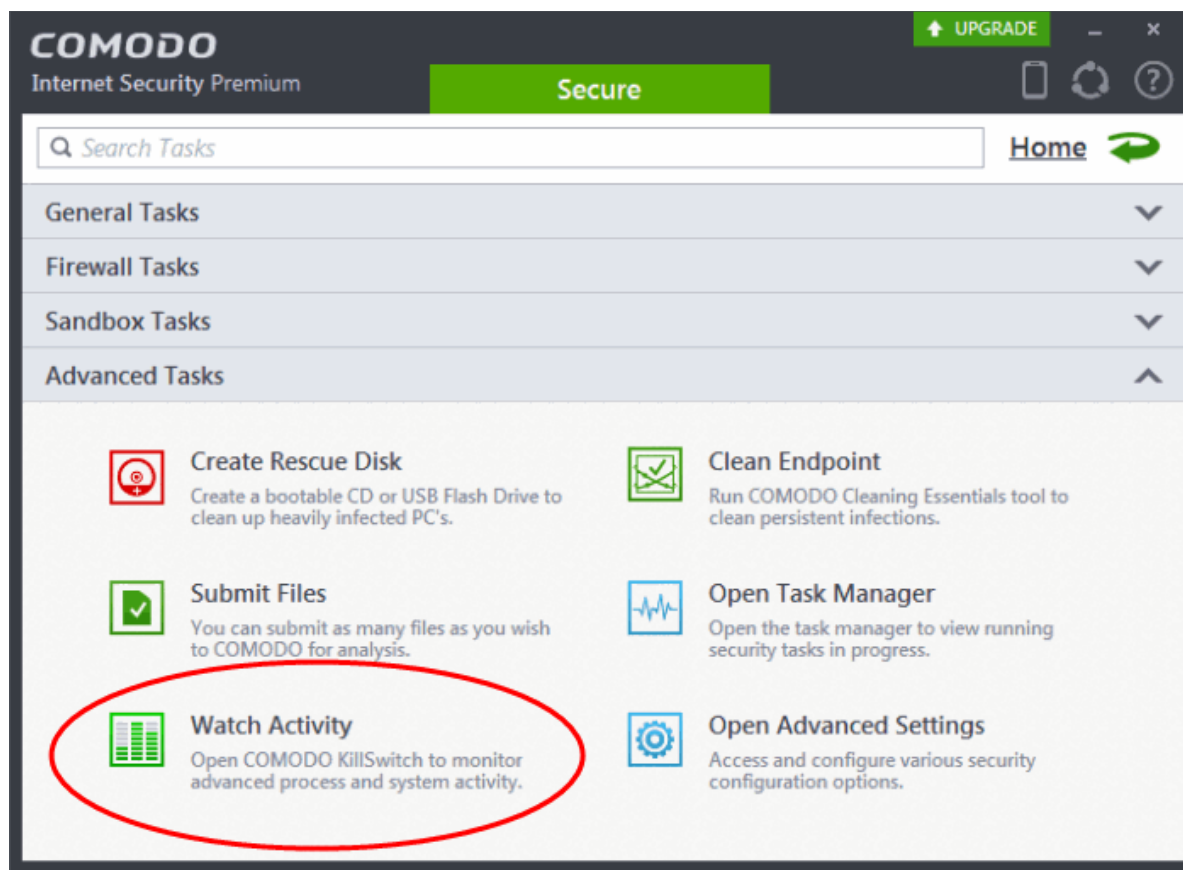 COMODO
Internet Security Premium
UPGRADE
Secure
Search Tasks
Home
General Tasks
Firewall Tasks
Sandbox Tasks
Advanced Tasks
Create Rescue Disk
Create a bootable CD or USB Flash Drive to
clean up heavily infected PC's.
Clean Endpoint
Run COMODO Cleaning Essentials tool to
clean persistent infections.
Submit Files
You can submit as many files as you wish
to COMODO for analysis.
Open Task Manager
Open the task manager to view running
security tasks in progress.
Watch Activity
Open COMODO KillSwitch to monitor
advanced process and system activity.
Open Advanced Settings
Access and configure various security
configuration options.